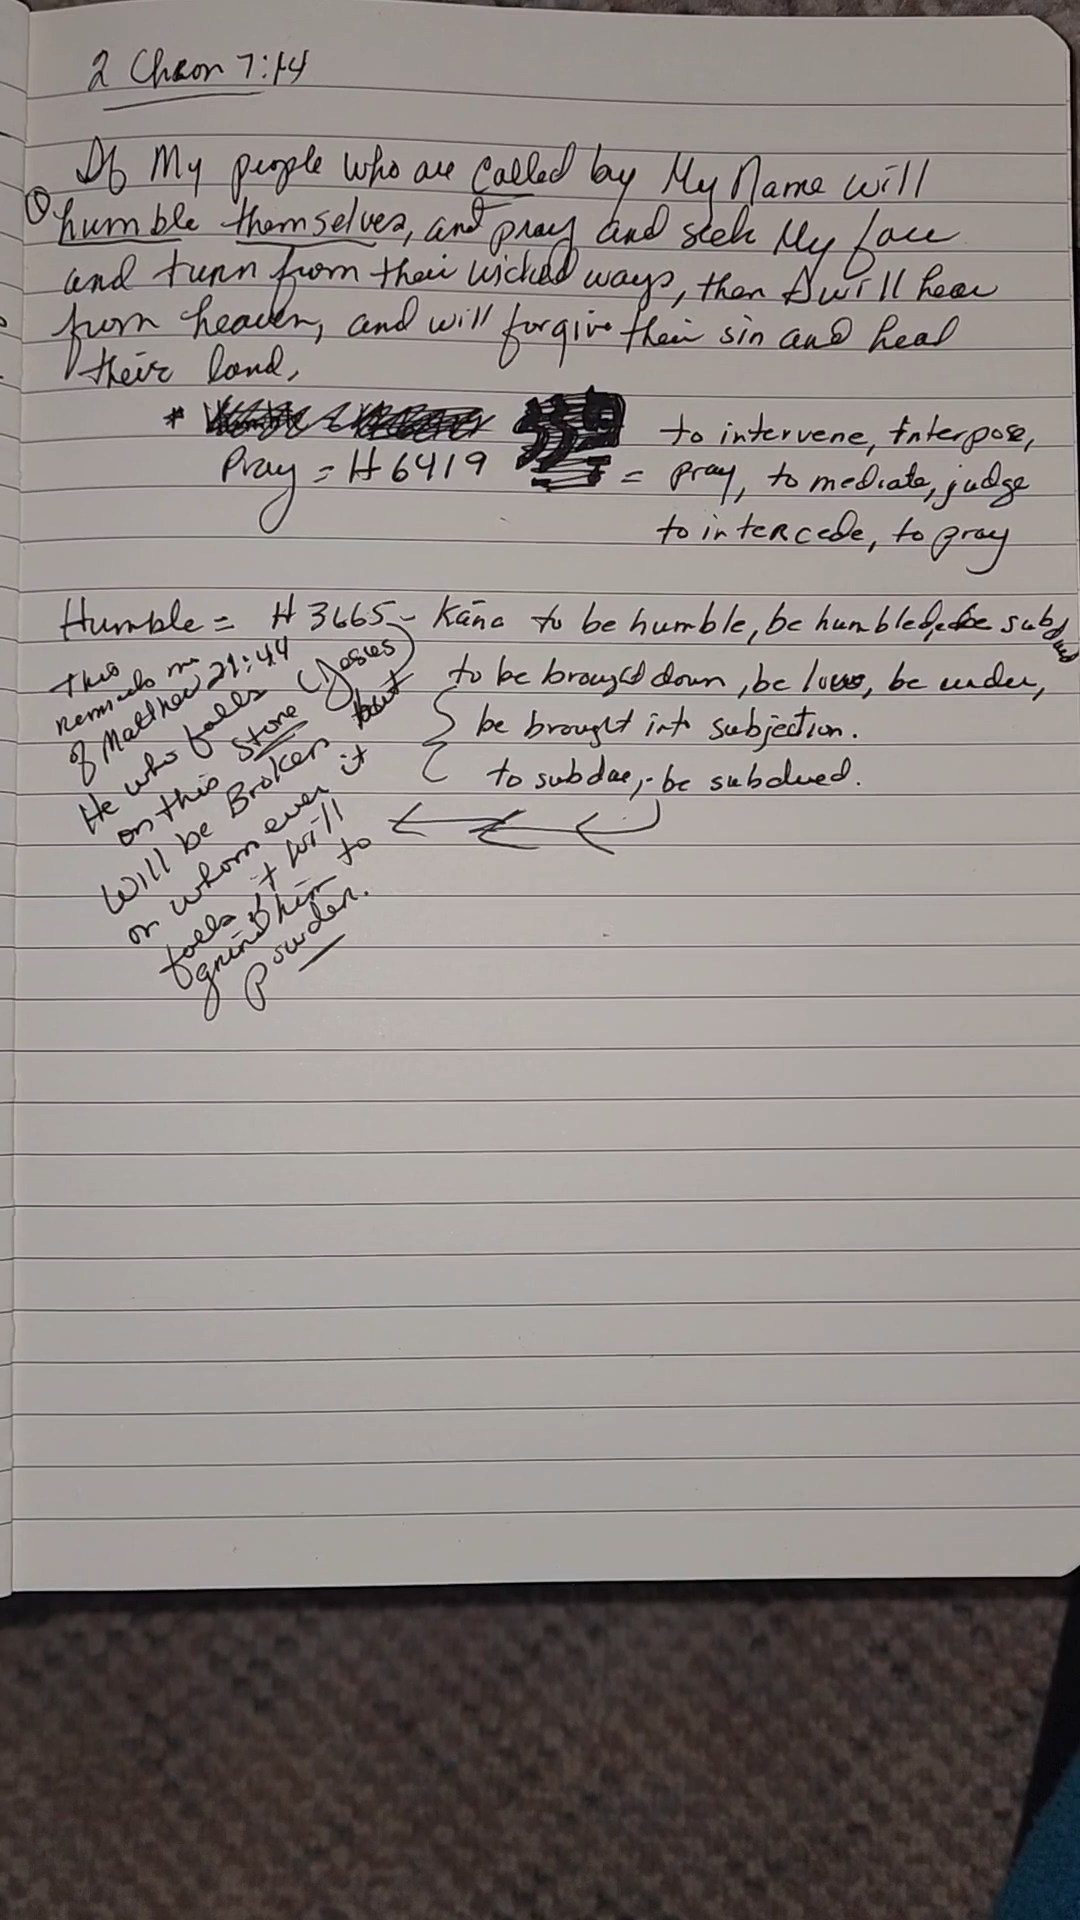 2 Chron 7:14
If My people who are called by My Name will
① humble themselves, and pray and seek My face
and turn from their wicked ways, then I will hear
from heaven, and will forgive their sin and heal
their land,
*
to intervene, Interpose,
Pray = H6419 = pray, to mediate, judge
to intercede, to pray
Humble = H3665 - Kāna to be humble, be humbled, be subdued
to be brought down, be low, be under,
be brought into subjection.
to subdue, be subdued.
This
reminds me
of Matthew 21:44
He who falls
on this stone (Jesus)
will be Broken but
on whom ever it
falls it will
grind him to
powder.